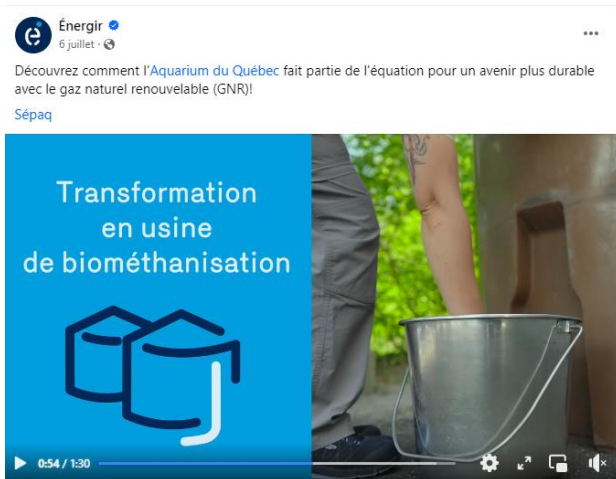 Énergir
6 juillet ·
Découvrez comment l'Aquarium du Québec fait partie de l'équation pour un avenir plus durable
avec le gaz naturel renouvelable (GNR)!
Sépaq
Transformation
en usine
de biométhanisation
0:54 / 1:30